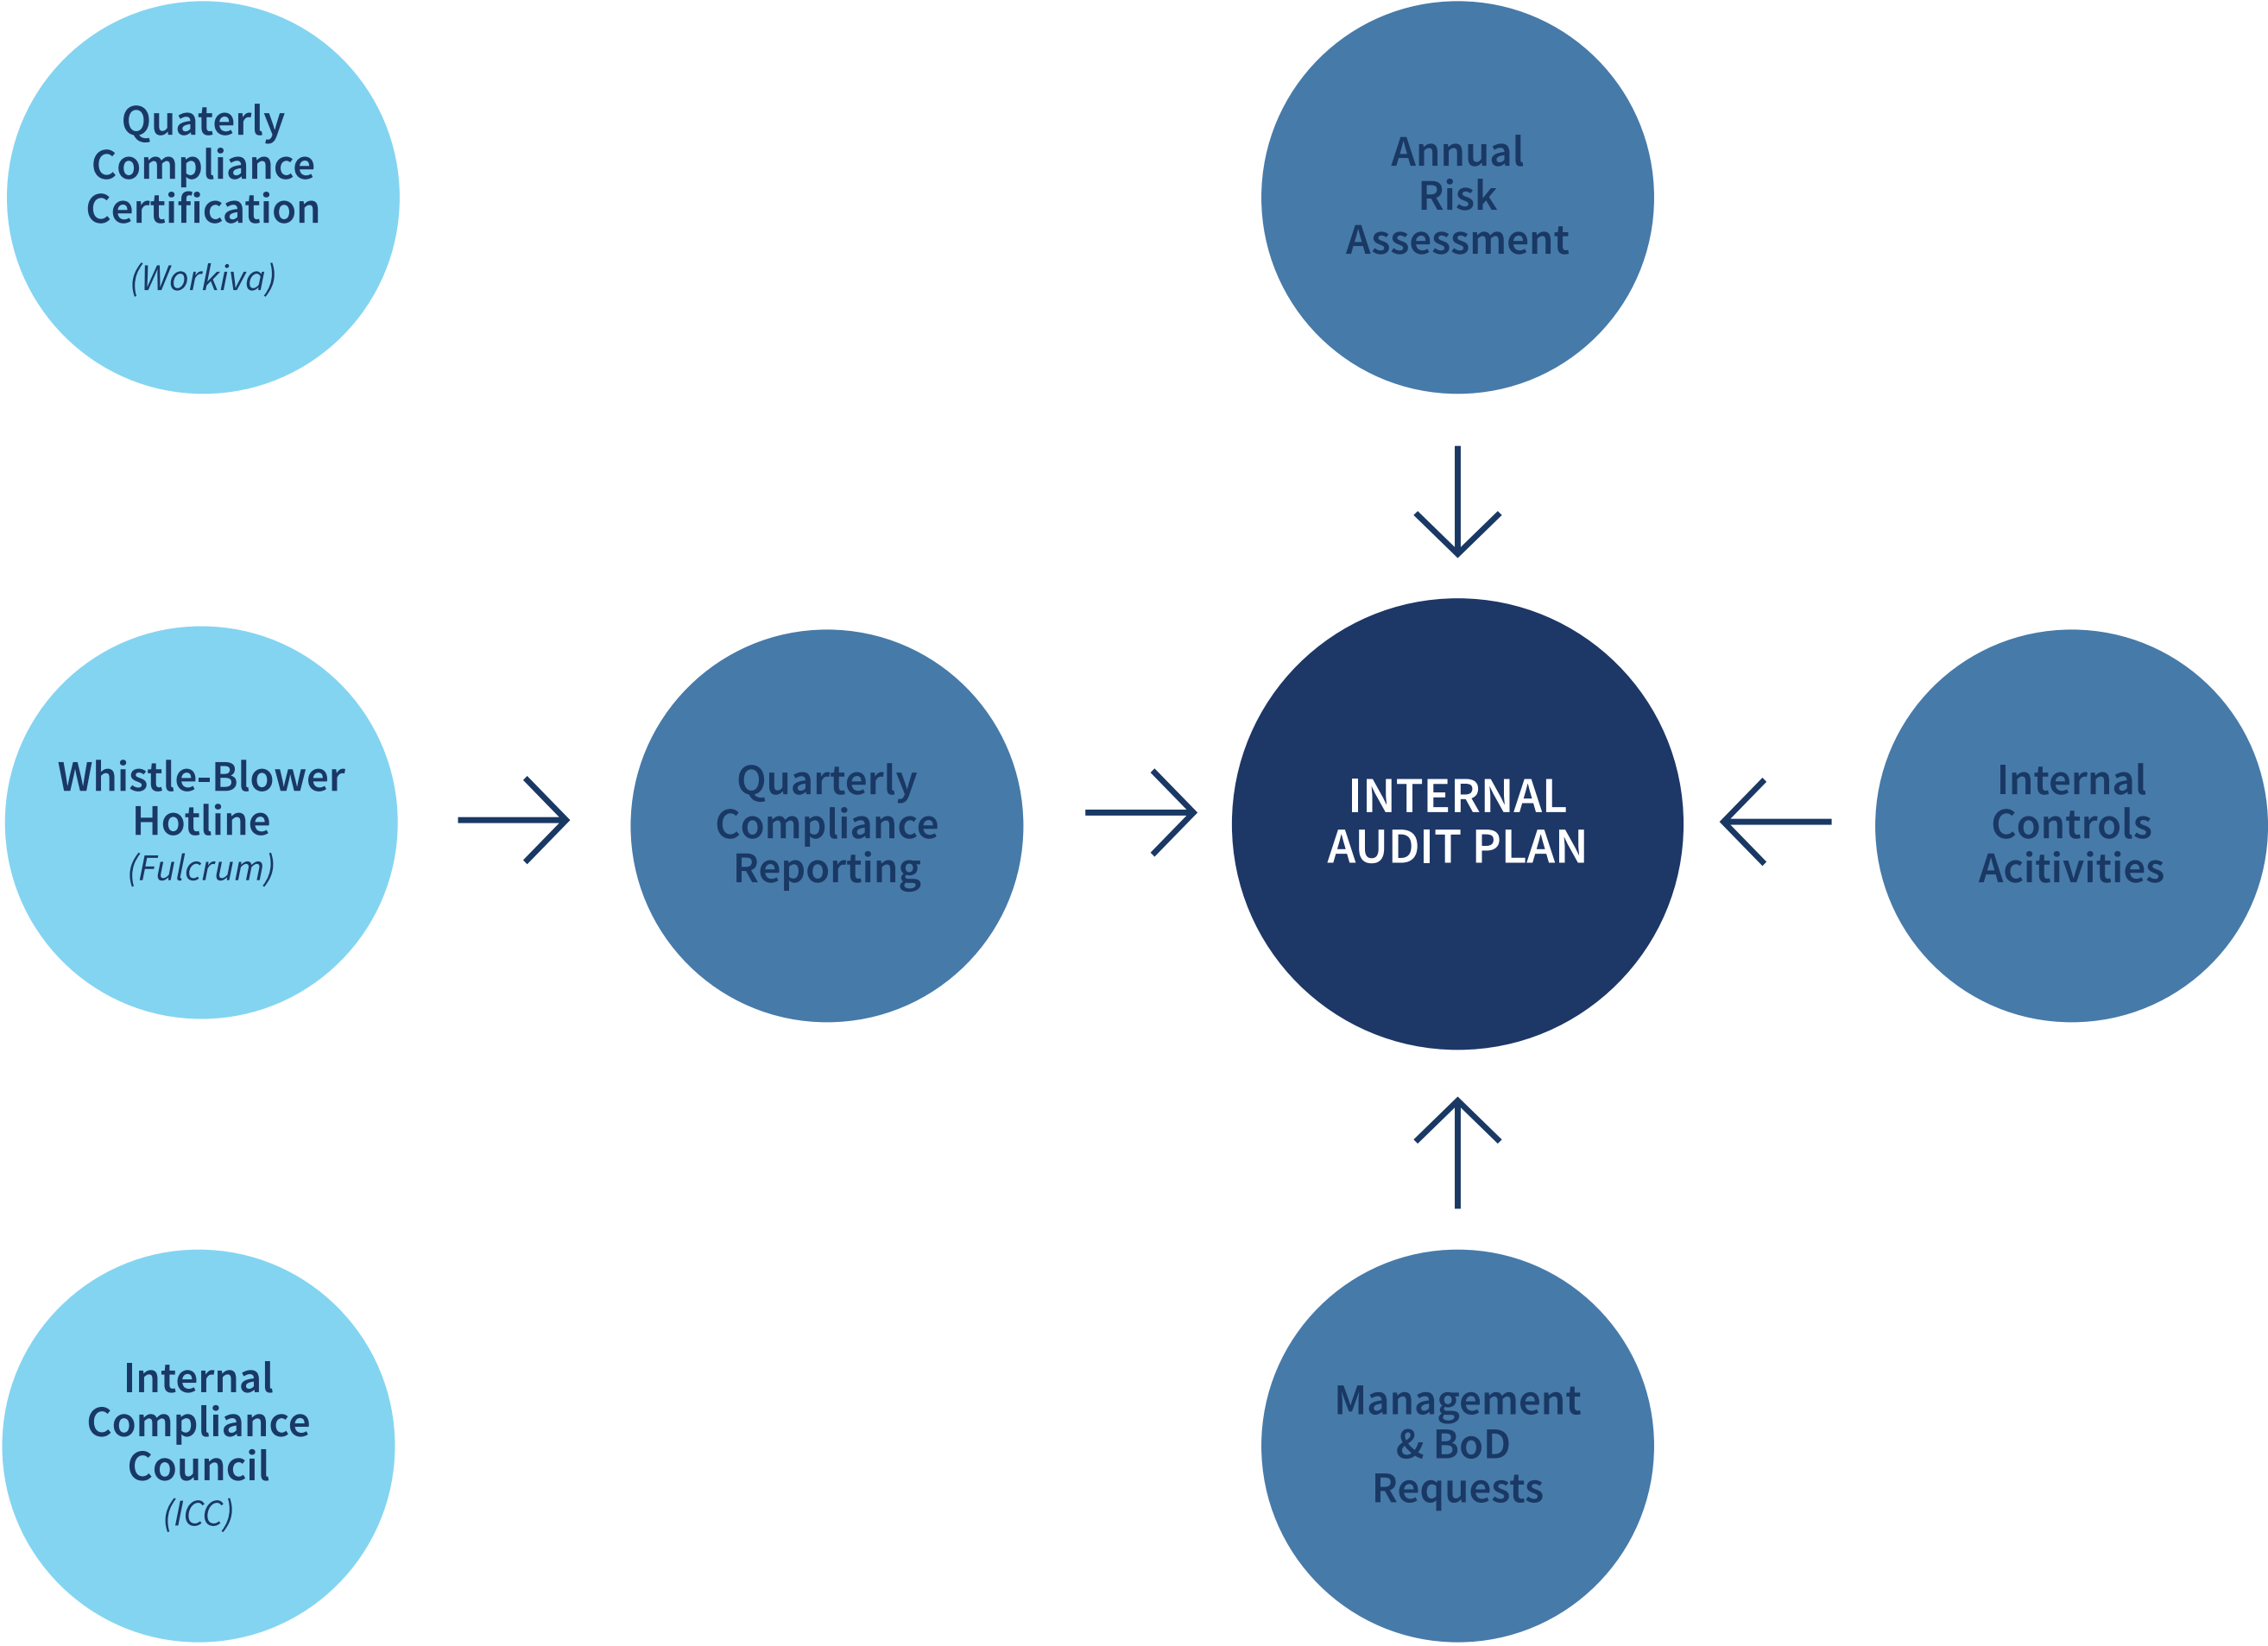 Quaterly
Compliance
Certification
(Workiva)
Annual
Risk
Assessment
Whistle-Blower
Hotline
(Fulcrum)
Quarterly
Compliance
Reporting
INTERNAL
AUDIT PLAN
Internal
Controls
Acitivities
Internal
Compliance
Council
(ICC)
Management
& BoD
Requests